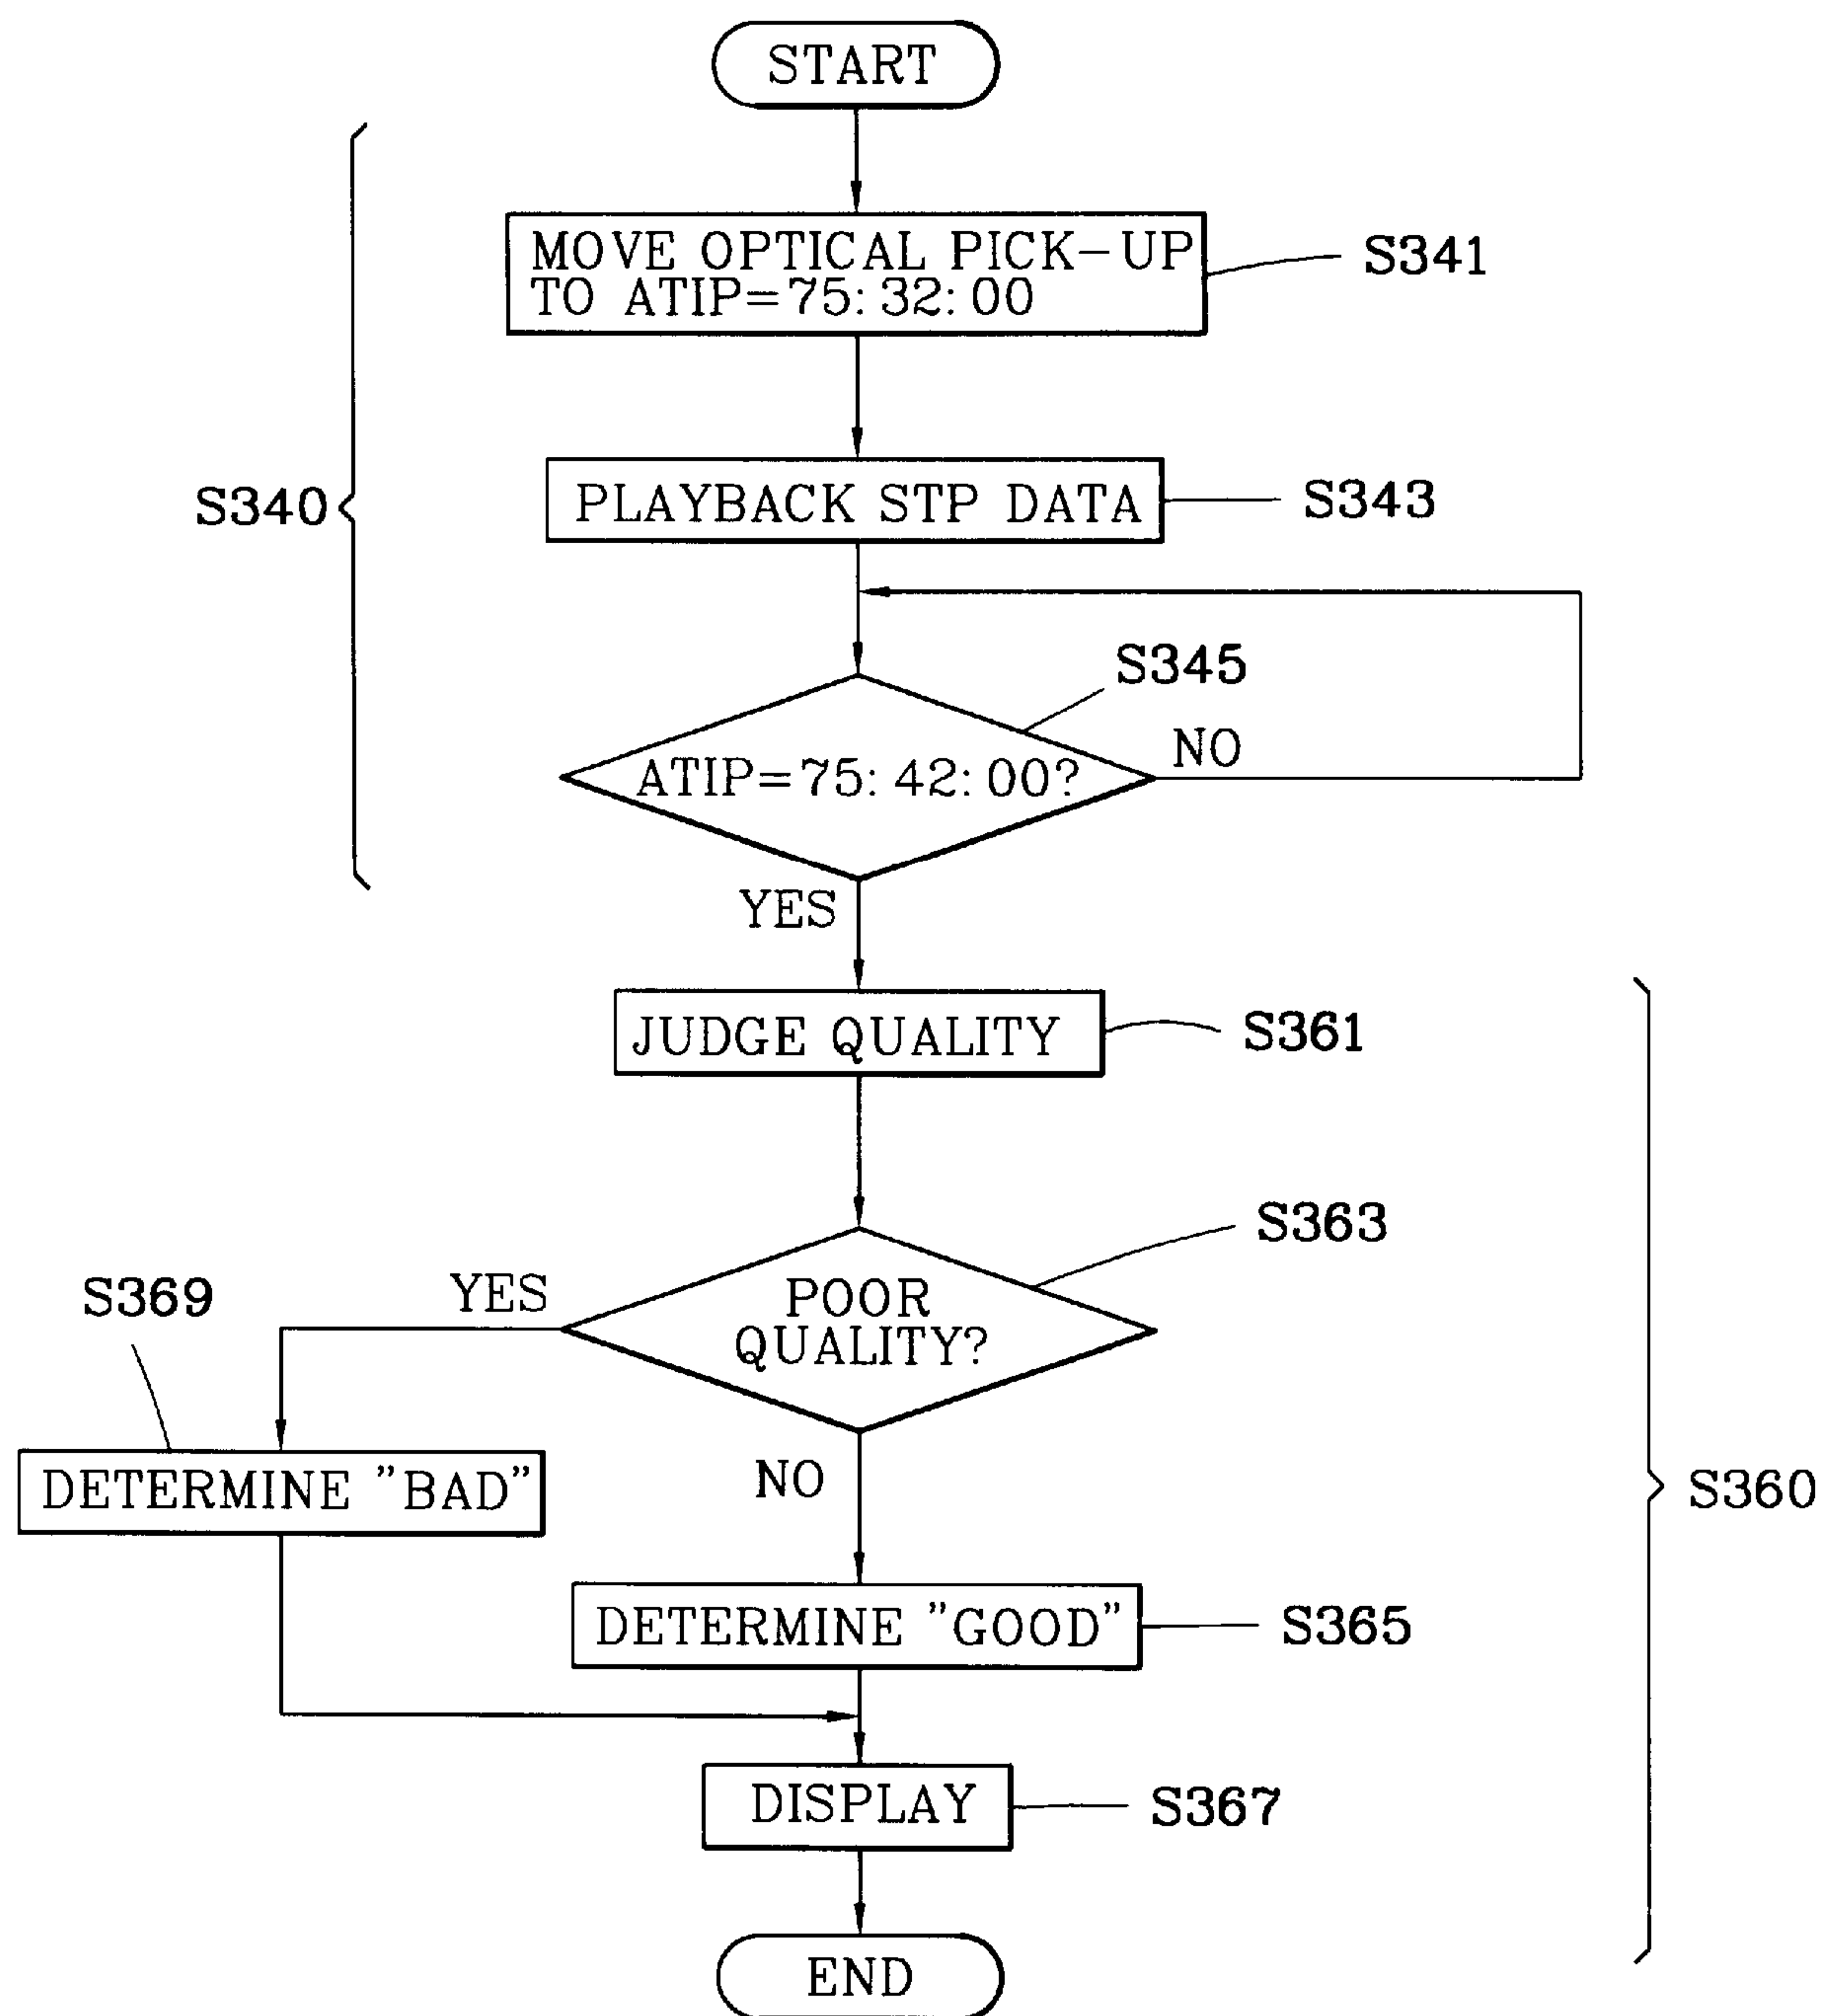 START
MOVE OPTICAL PICK-UP
TO ATIP=75:32:00
S341
S340
PLAYBACK STP DATA
S343
S345
ATIP=75:42:00?
NO
YES
JUDGE QUALITY
S361
S363
POOR
QUALITY?
YES
S369
DETERMINE "BAD"
NO
S360
DETERMINE "GOOD"
S365
DISPLAY
S367
END